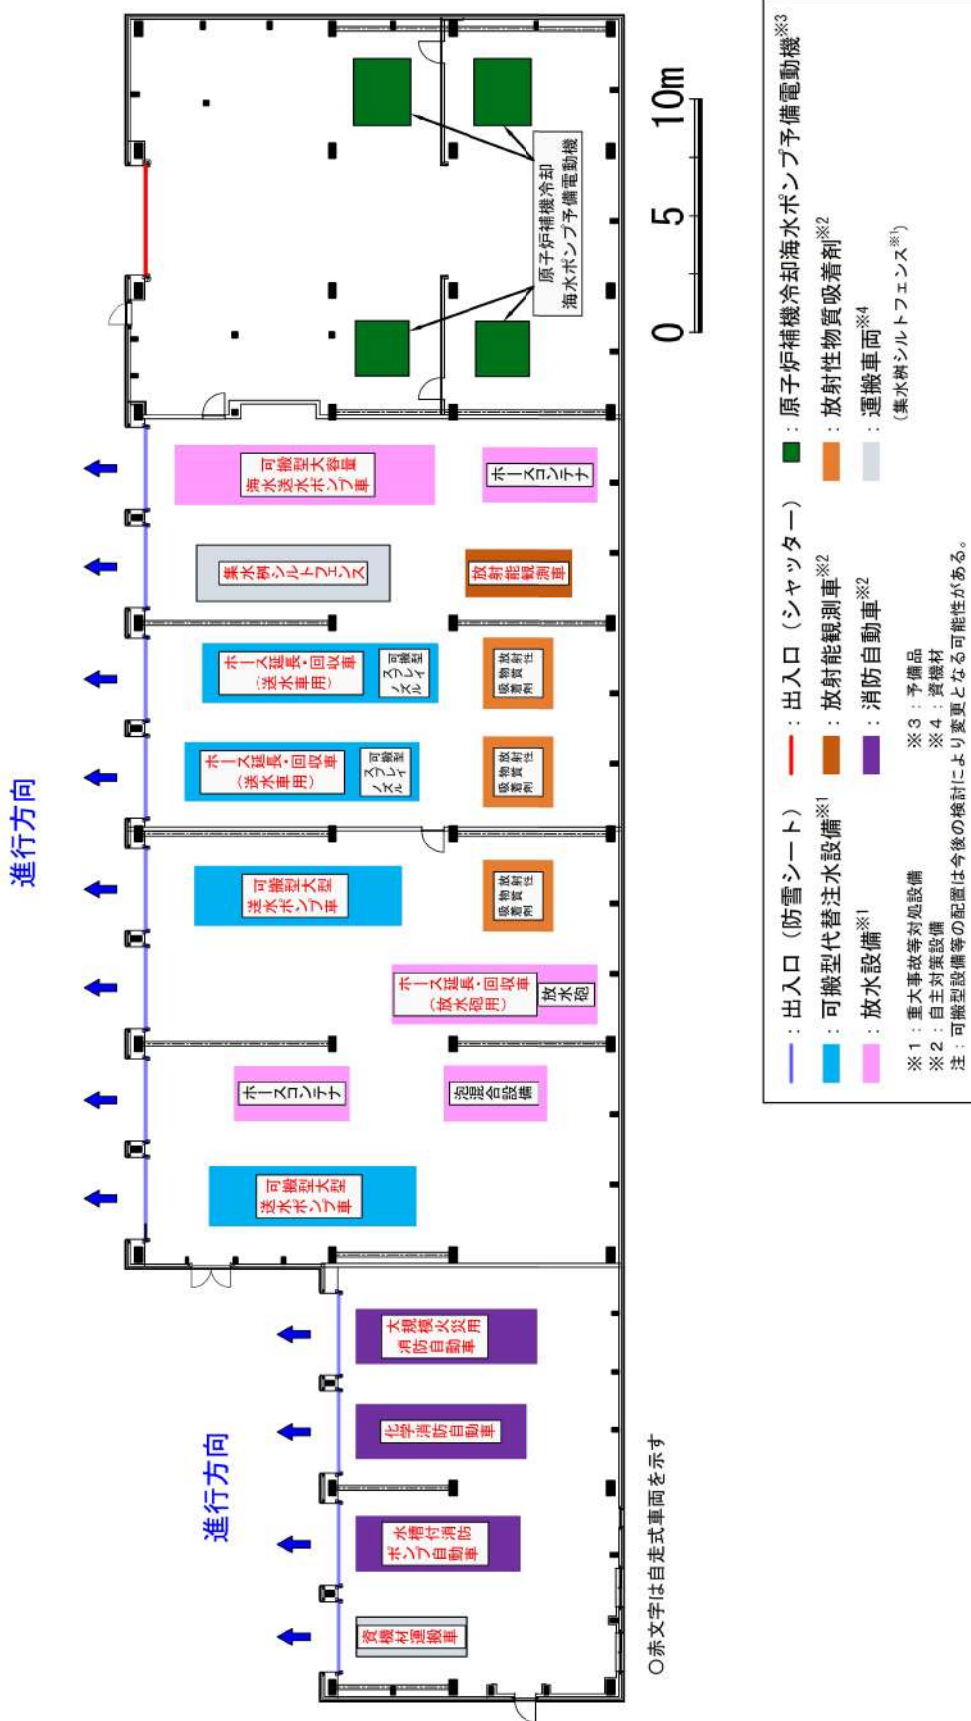 進行方向
進行方向
資機材運搬車
水槽付消防
ポンプ自動車
化学消防自動車
大規模火災用
消防自動車
可搬型大型
送水ポンプ車
ホースコンテナ
泡混合設備
ホース延長・回収車
(放水砲用)
放水砲
可搬型大型
送水ポンプ車
放射性
物質
吸着剤
ホース延長・回収車
(送水車用)
可搬型
スプレイ
ノズル
放射性
物質
吸着剤
ホース延長・回収車
(送水車用)
可搬型
スプレイ
ノズル
放射性
物質
吸着剤
集水桝シルトフェンス
放射能観測車
可搬型大容量
海水送水ポンプ車
ホースコンテナ
原子炉補機冷却
海水ポンプ予備電動機
○赤文字は自走式車両を示す
0 5 10m
:出入口(防雪シート) :出入口(シャッター) :原子炉補機冷却海水ポンプ予備電動機※3
:可搬型代替注水設備※1 :放射能観測車※2 :放射性物質吸着剤※2
:放水設備※1 :消防自動車※2 :運搬車両※4
(集水桝シルトフェンス※1)
※1:重大事故等対処設備 ※3:予備品
※2:自主対策設備 ※4:資機材
注:可搬型設備等の配置は今後の検討により変更となる可能性がある。